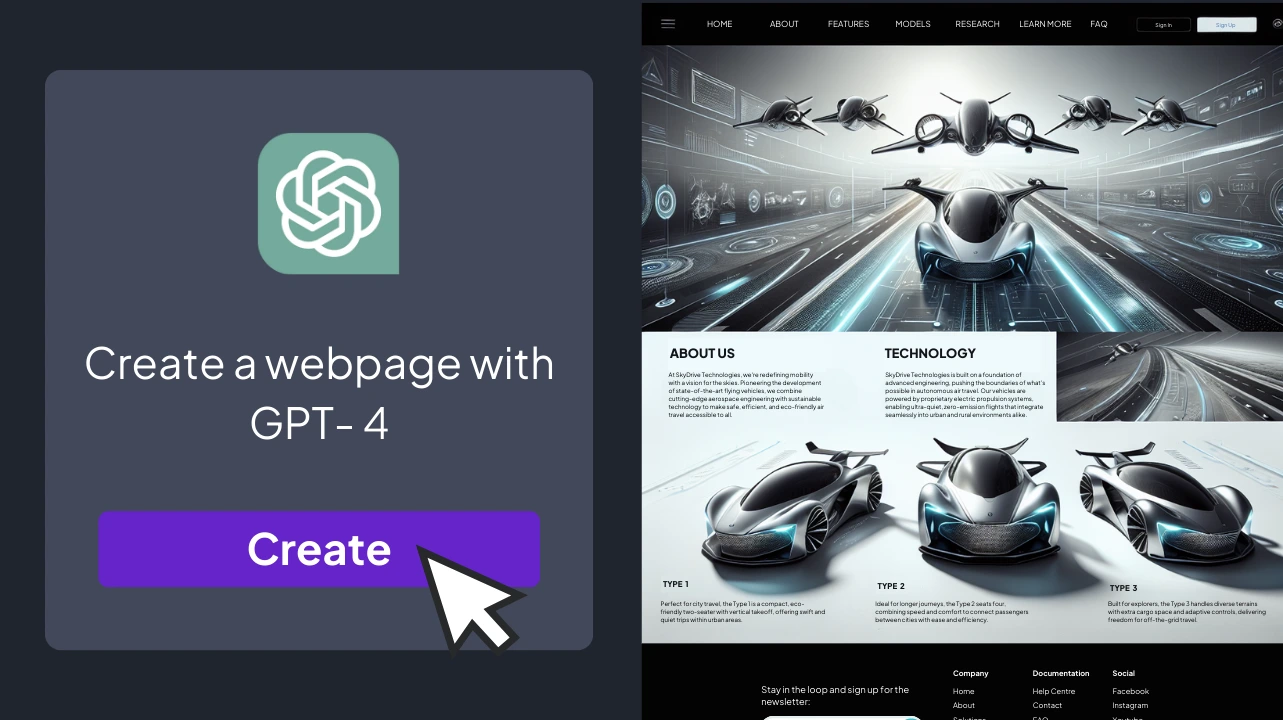 Create a webpage with
GPT- 4
Create
HOME ABOUT FEATURES MODELS RESEARCH LEARN MORE FAQ Sign In Sign Up
ABOUT US
At SkyDrive Technologies, we're redefining mobility
with a vision for the skies. Pioneering the development
of state-of-the-art flying vehicles, we combine
cutting-edge aerospace engineering with sustainable
technology to make safe, efficient, and eco-friendly air
travel accessible to all.
TECHNOLOGY
SkyDrive Technologies is built on a foundation of
advanced engineering, pushing the boundaries of what's
possible in autonomous air travel. Our vehicles are
powered by proprietary electric propulsion systems,
enabling ultra-quiet, zero-emission flights that integrate
seamlessly into urban and rural environments alike.
TYPE 1
Perfect for city travel, the Type 1 is a compact, eco-
friendly two-seater with vertical takeoff, offering swift and
quiet trips within urban areas.
TYPE 2
Ideal for longer journeys, the Type 2 seats four,
combining speed and comfort to connect passengers
between cities with ease and efficiency.
TYPE 3
Built for explorers, the Type 3 handles diverse terrains
with extra cargo space and adaptive controls, delivering
freedom for off-the-grid travel.
Stay in the loop and sign up for the
newsletter:
Company
Home
About
Solutions
Documentation
Help Centre
Contact
FAQ
Social
Facebook
Instagram
Youtube